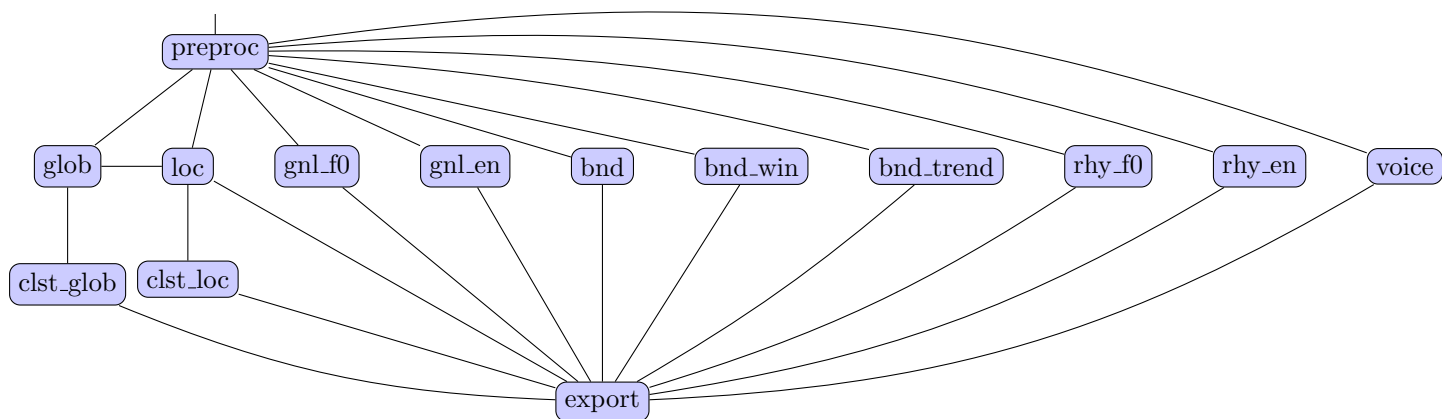 preproc
glob
loc
gnl_f0
gnl_en
bnd
bnd_win
bnd_trend
rhy_f0
rhy_en
voice
clst_glob
clst_loc
export